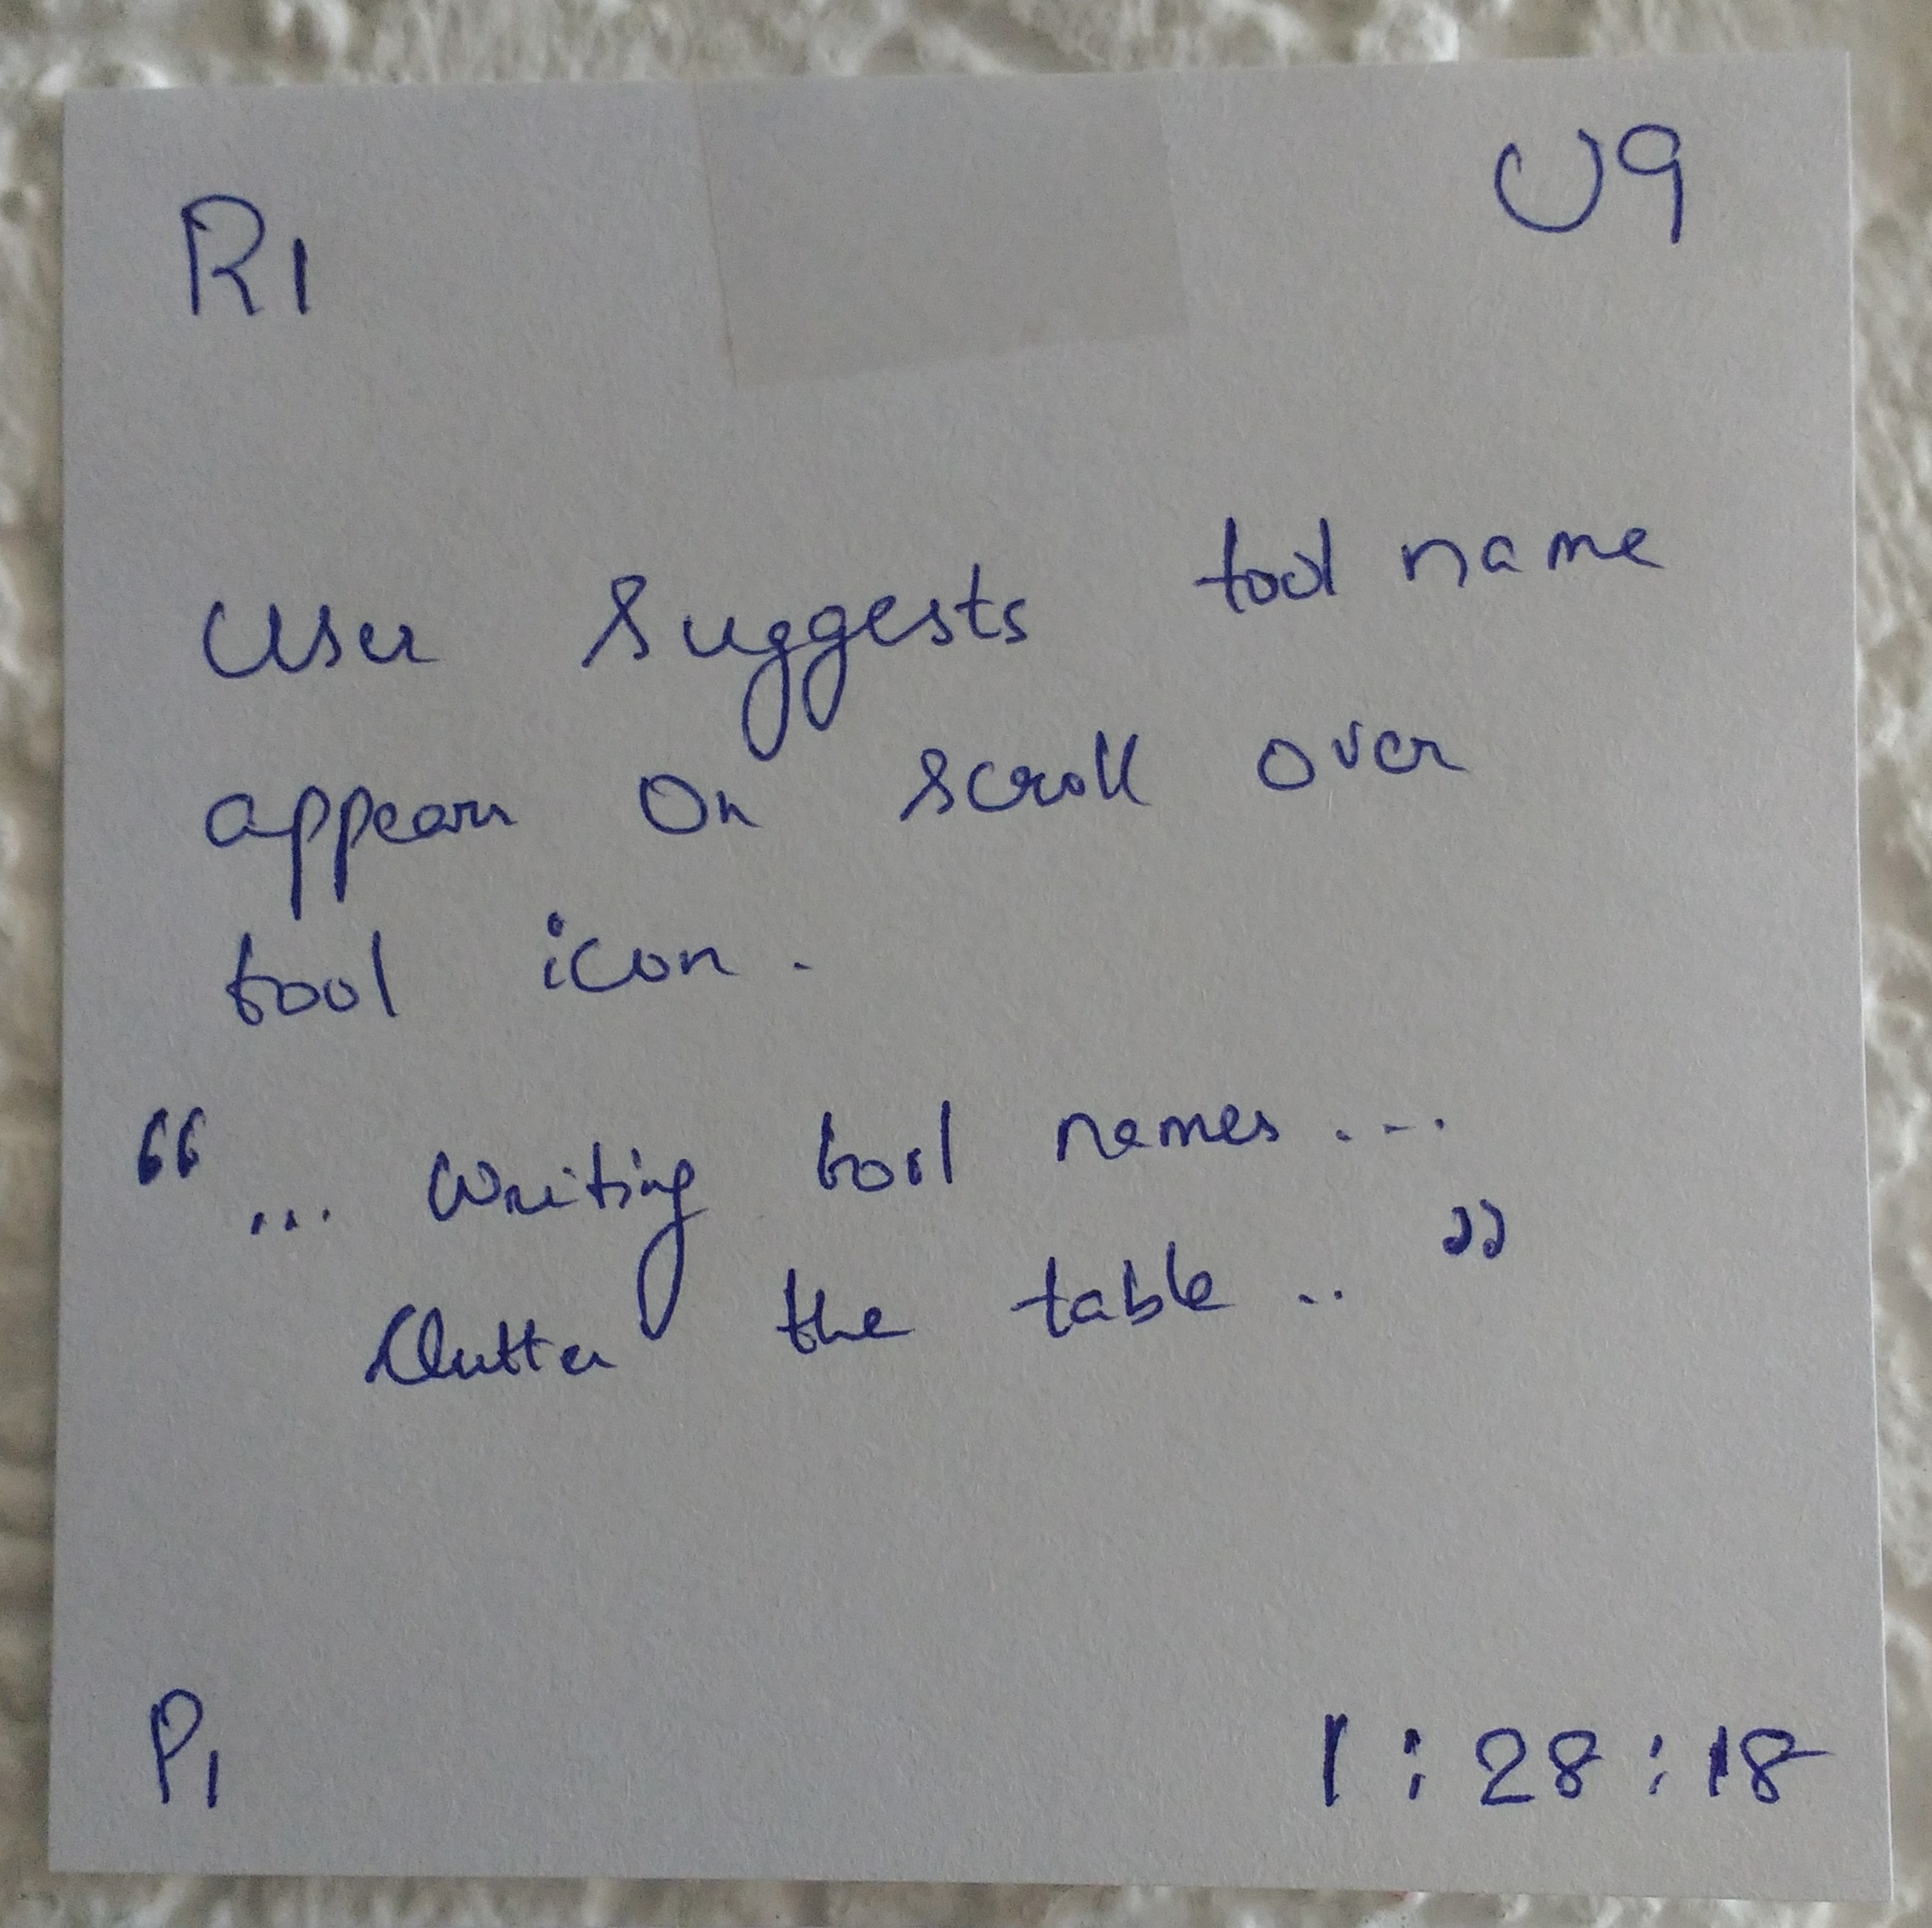 R1
U9
User suggests tool name
appear on scroll over
tool icon.
“... Writing tool names ...
Clutter the table .. ”
P1
1:28:18